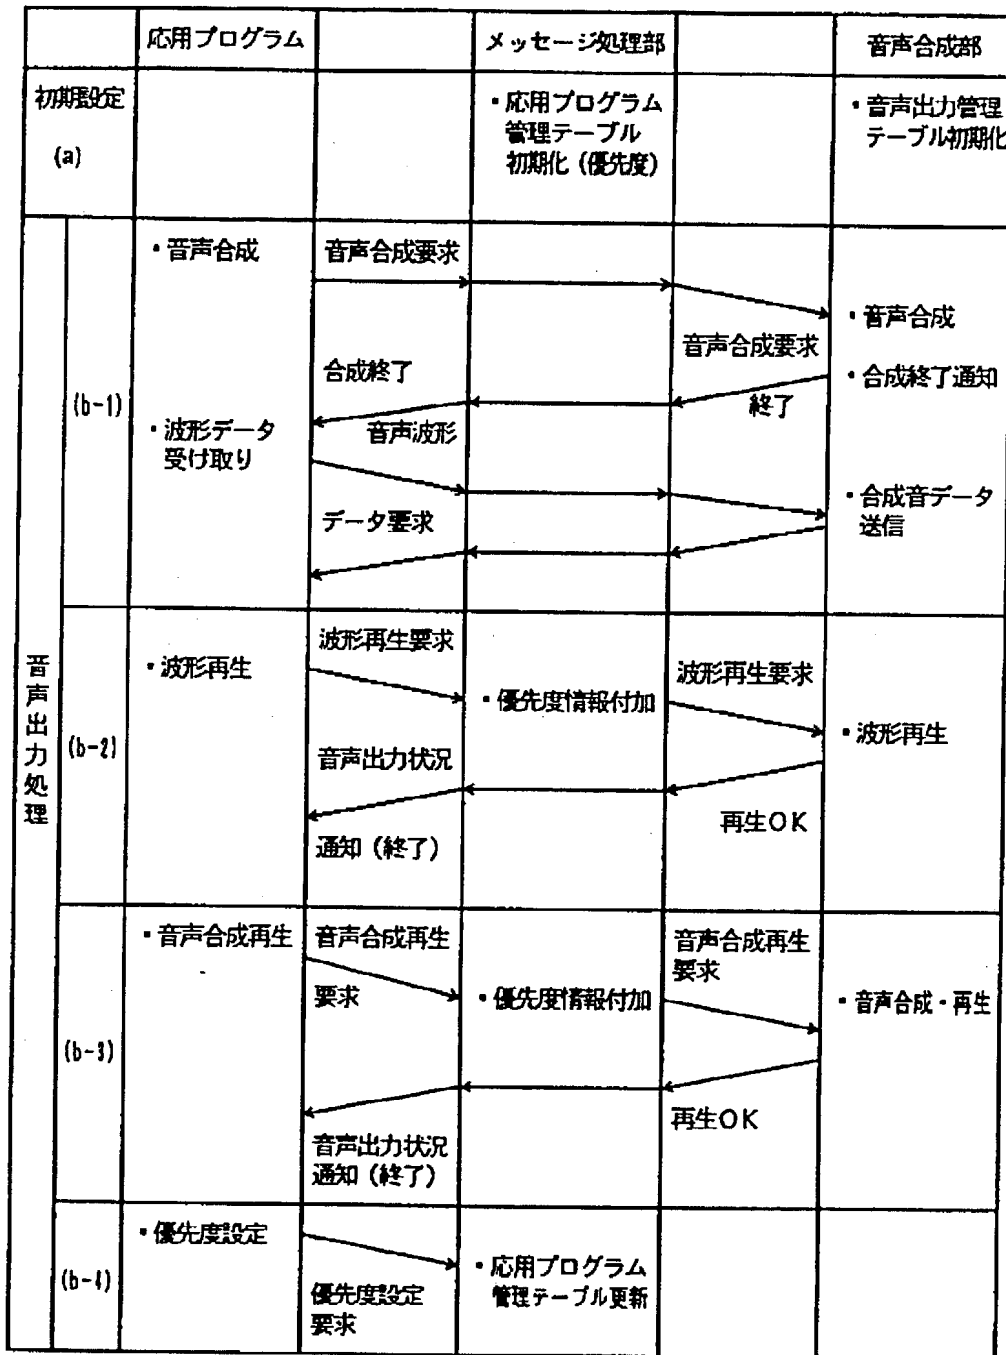 応用プログラム
メッセージ処理部
音声合成部
初期設定
(a)
・応用プログラム
管理テーブル
初期化(優先度)
・音声出力管理
テーブル初期化
音声出力処理
(b-1)
・音声合成
音声合成要求
・音声合成
音声合成要求
合成終了
・合成終了通知
終了
・波形データ
受け取り
音声波形
データ要求
・合成音データ
送信
(b-2)
・波形再生
波形再生要求
・優先度情報付加
波形再生要求
・波形再生
音声出力状況
通知(終了)
再生OK
(b-3)
・音声合成再生
音声合成再生
要求
・優先度情報付加
音声合成再生
要求
・音声合成・再生
再生OK
音声出力状況
通知(終了)
(b-4)
・優先度設定
優先度設定
要求
・応用プログラム
管理テーブル更新